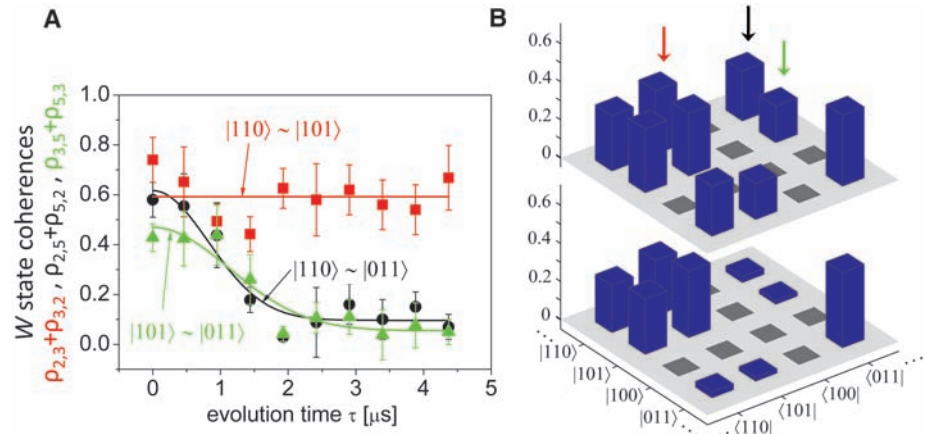 A
W state coherences
ρ2,3+ρ3,2 , ρ2,5+ρ5,2 , ρ3,5+ρ5,3
1.0
0.8
0.6
0.4
0.2
0.0
|110⟩ ~ |101⟩
|110⟩ ~ |011⟩
|101⟩ ~ |011⟩
0 1 2 3 4 5
evolution time τ [μs]
B
0.6
0.4
0.2
0
0.6
0.4
0.2
0
...
|110⟩
|101⟩
|100⟩
|011⟩
...
...
⟨110|
⟨101|
⟨100|
⟨011|
...